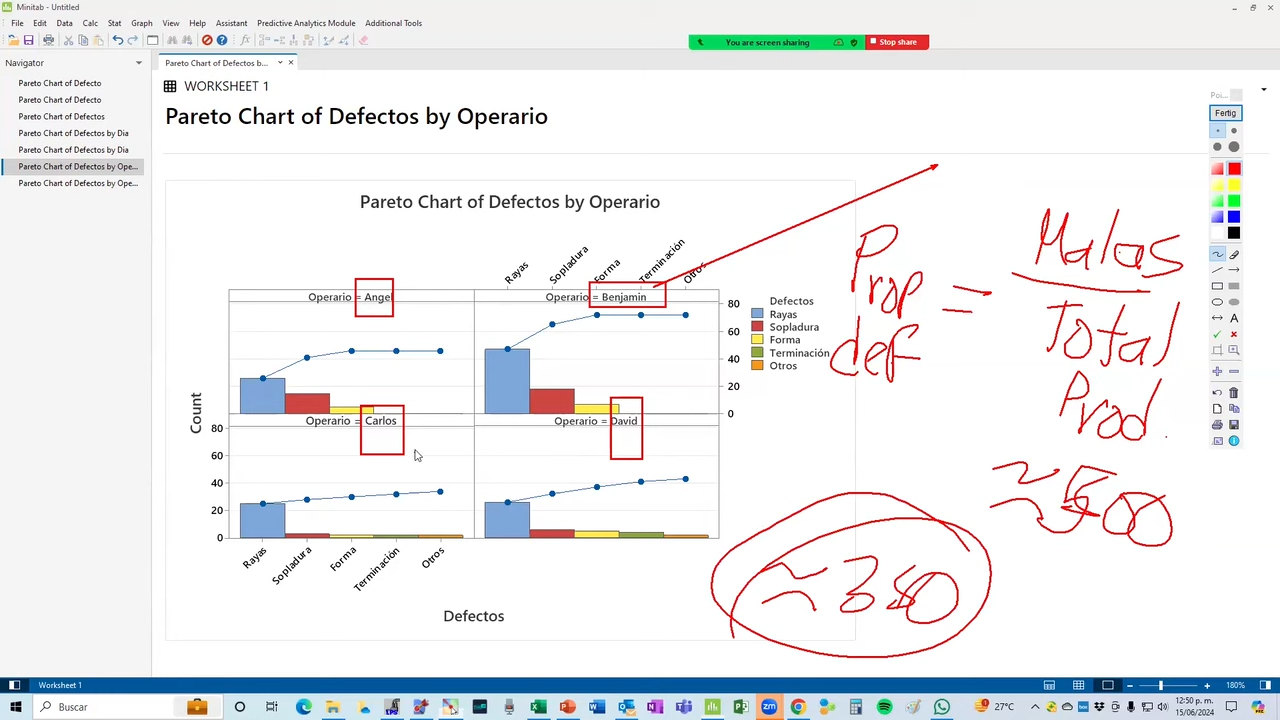 Minitab - Untitled
File Edit Data Calc Stat Graph View Help Assistant Predictive Analytics Module Additional Tools
You are screen sharing
Stop share
Navigator
Pareto Chart of Defectos b...
Pareto Chart of Defecto
Pareto Chart of Defecto
Pareto Chart of Defectos
Pareto Chart of Defectos by Dia
Pareto Chart of Defectos by Dia
Pareto Chart of Defectos by Ope...
Pareto Chart of Defectos by Ope...
WORKSHEET 1
Pareto Chart of Defectos by Operario
Pareto Chart of Defectos by Operario
Rayas
Sopladura
Forma
Terminación
Otros
Operario = Angel
Operario = Benjamin
80
60
40
20
0
Defectos
Rayas
Sopladura
Forma
Terminación
Otros
Count
Operario = Carlos
Operario = David
80
60
40
20
0
Rayas
Sopladura
Forma
Terminación
Otros
Defectos
Prop def = Malas
Total
Prod
≈500
≈350
Poi...
Fertig
A
Worksheet 1
180%
Buscar
27°C
12:50 p. m.
15/06/2024